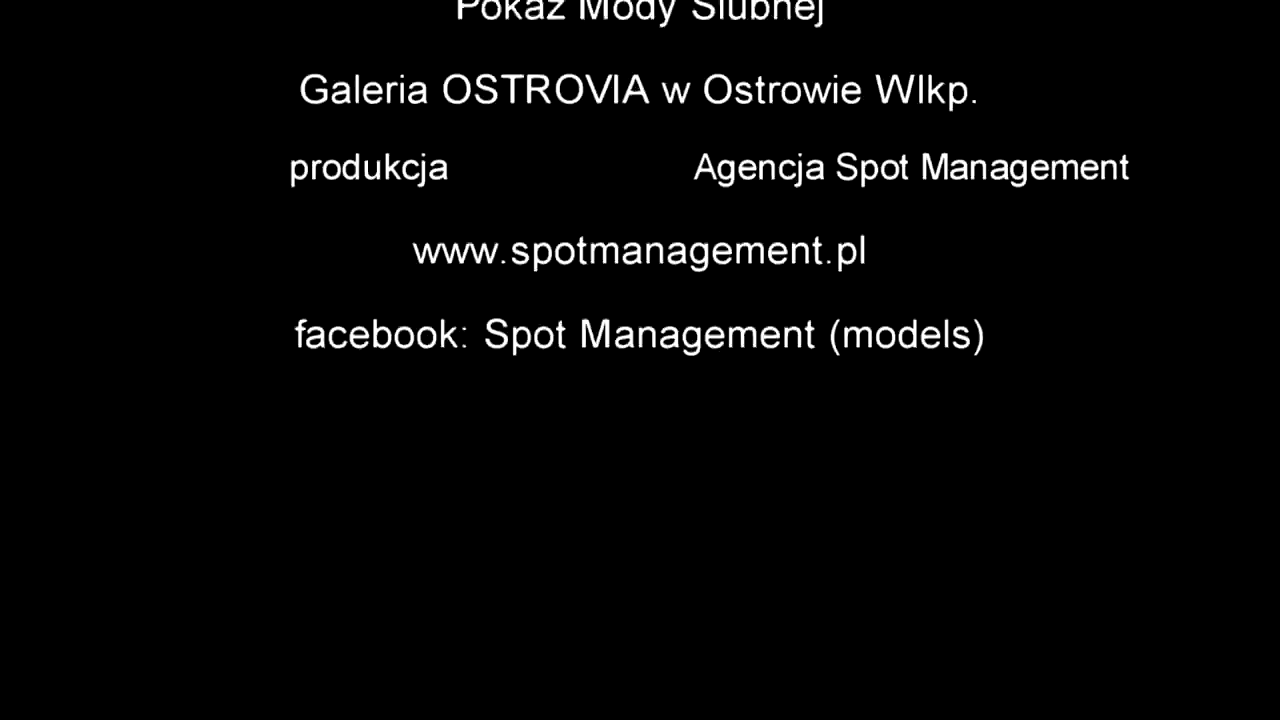 Pokaz Mody Ślubnej
Galeria OSTROVIA w Ostrowie Wlkp.
produkcja Agencja Spot Management
www.spotmanagement.pl
facebook: Spot Management (models)